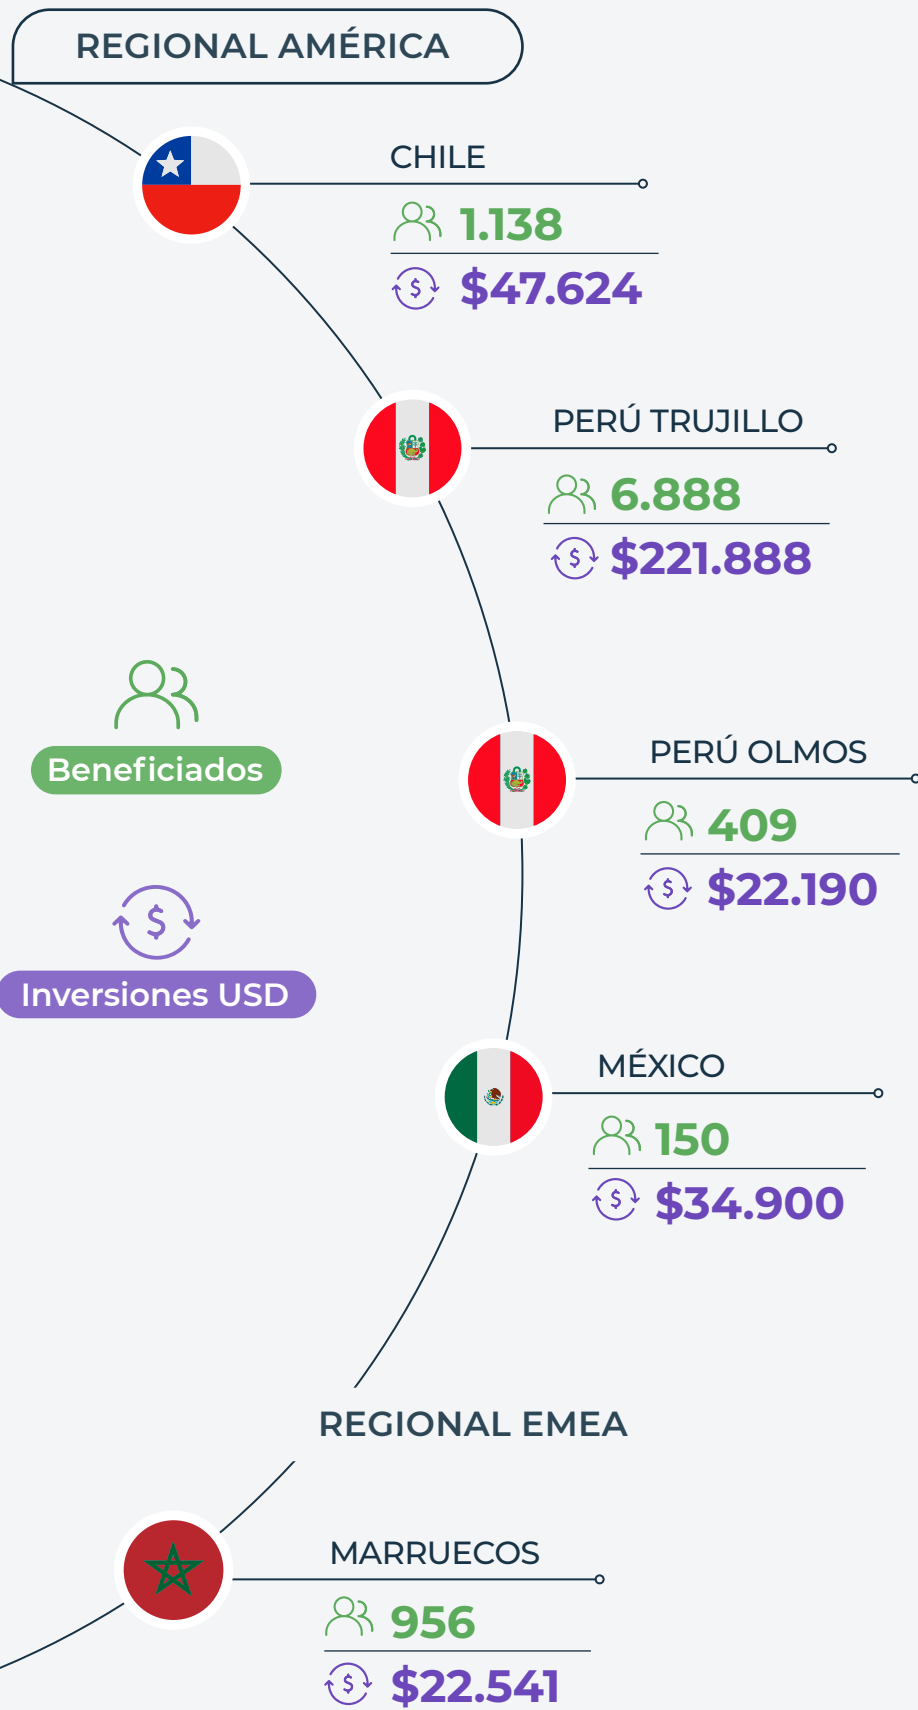 REGIONAL AMÉRICA
CHILE
1.138
$47.624
PERÚ TRUJILLO
6.888
$221.888
Beneficiados
PERÚ OLMOS
409
$22.190
Inversiones USD
MÉXICO
150
$34.900
REGIONAL EMEA
MARRUECOS
956
$22.541